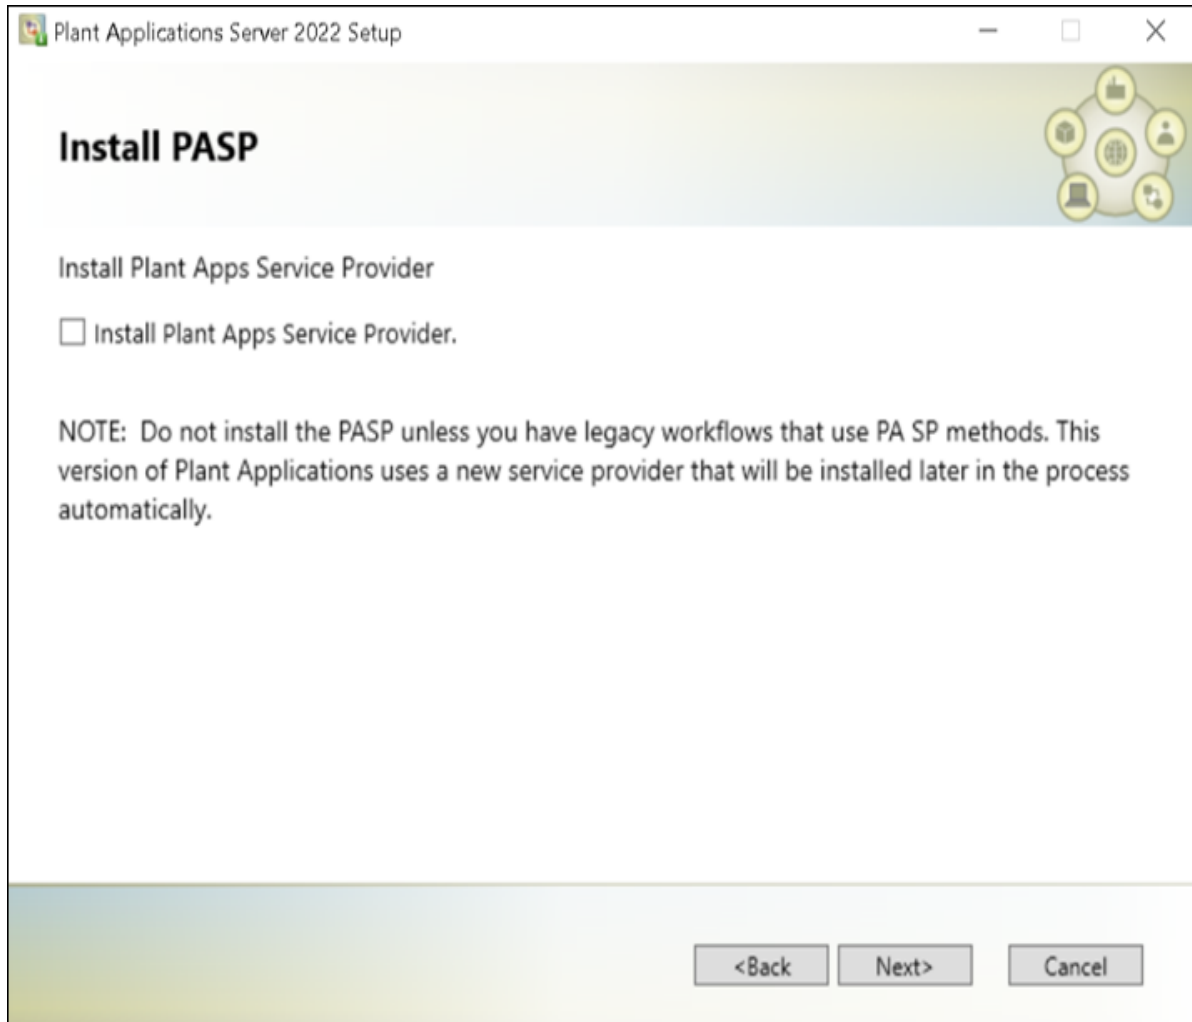 Plant Applications Server 2022 Setup
Install PASP
Install Plant Apps Service Provider
Install Plant Apps Service Provider.
NOTE:  Do not install the PASP unless you have legacy workflows that use PA SP methods. This
version of Plant Applications uses a new service provider that will be installed later in the process
automatically.
<Back
Next>
Cancel